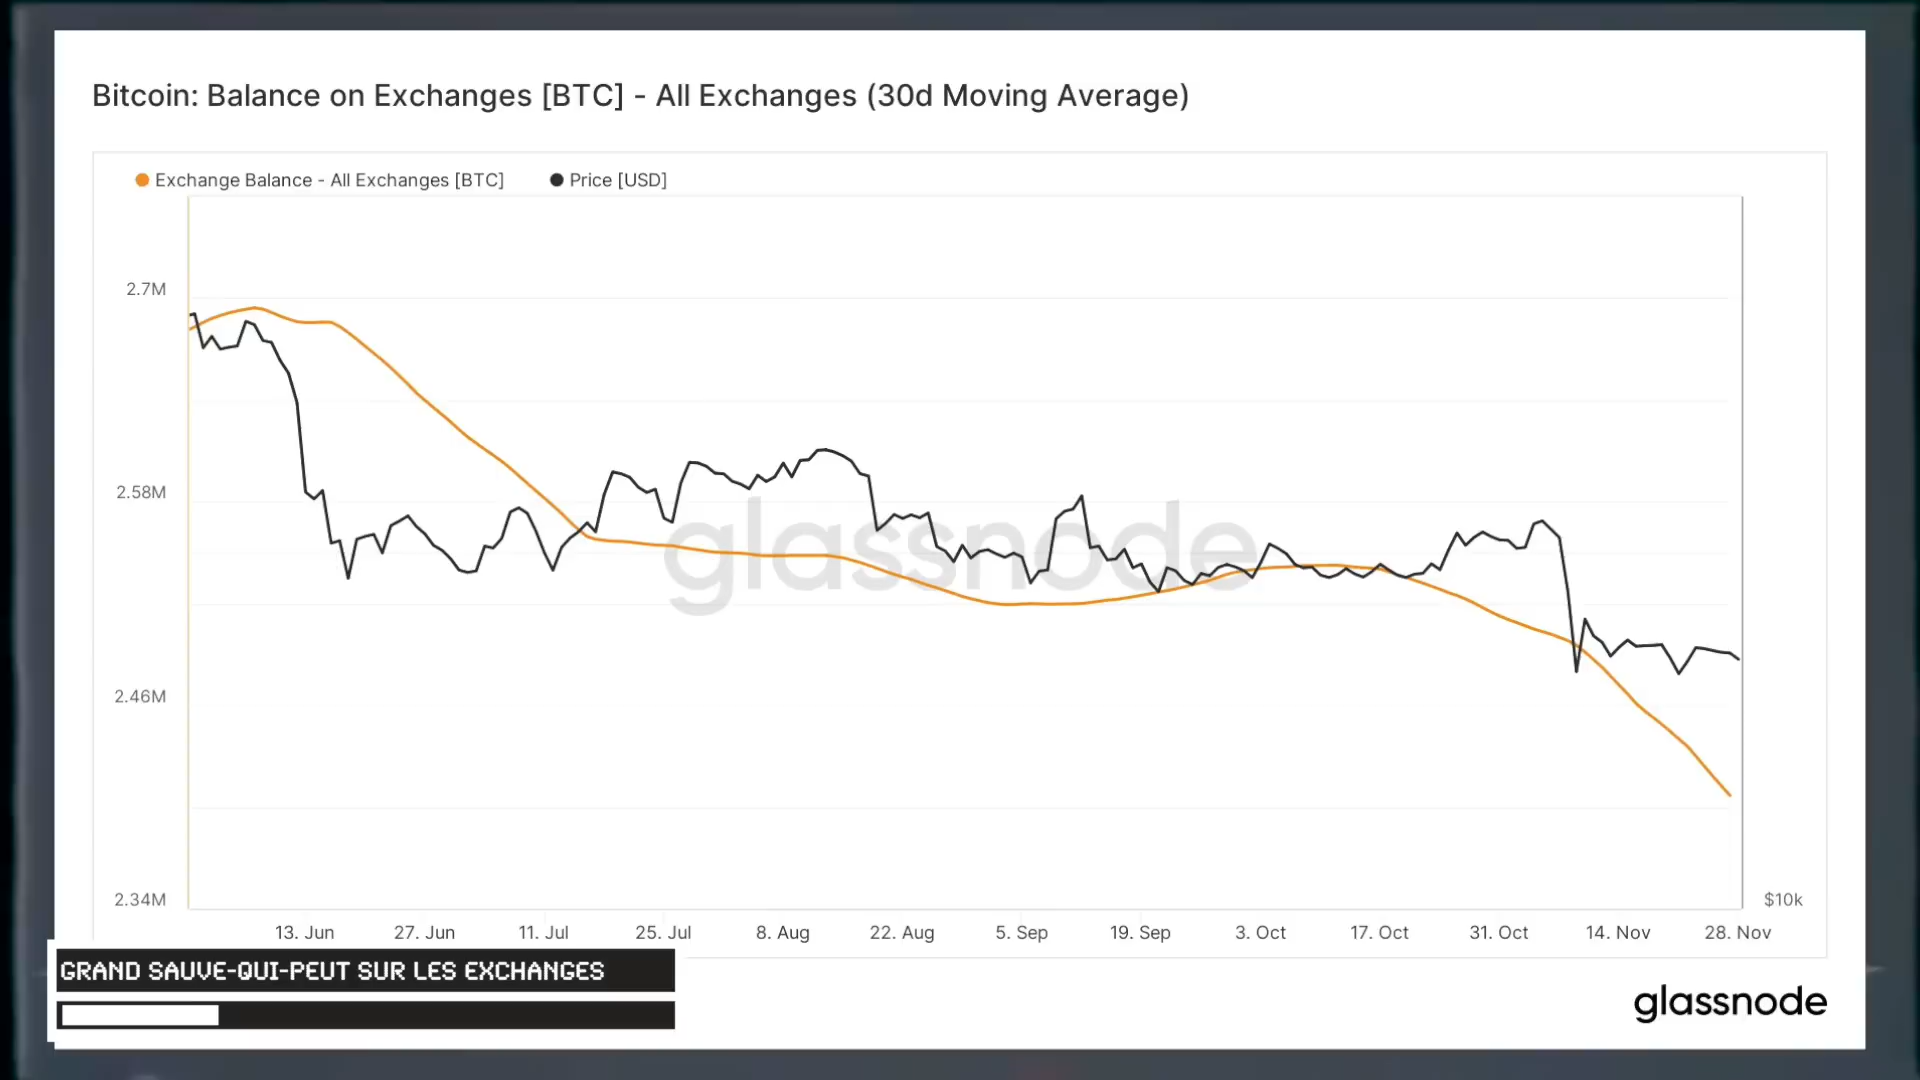 Bitcoin: Balance on Exchanges [BTC] - All Exchanges (30d Moving Average)
Exchange Balance - All Exchanges [BTC] Price [USD]
2.7M
2.58M
glassnode
2.46M
2.34M $10k
13. Jun 27. Jun 11. Jul 25. Jul 8. Aug 22. Aug 5. Sep 19. Sep 3. Oct 17. Oct 31. Oct 14. Nov 28. Nov
GRAND SAUVE-QUI-PEUT SUR LES EXCHANGES
glassnode